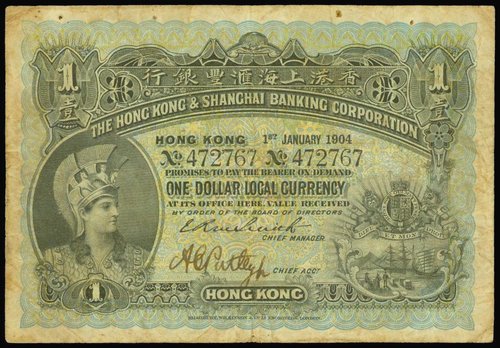 行銀豐滙海上港香
1 1
壹 壹
THE HONG KONG & SHANGHAI BANKING CORPORATION
HONG KONG 1ST JANUARY 1904
No. 472767 No. 472767
PROMISES TO PAY THE BEARER ON DEMAND
ONE DOLLAR LOCAL CURRENCY
AT ITS OFFICE HERE, VALUE RECEIVED
BY ORDER OF THE BOARD OF DIRECTORS
CHIEF MANAGER
CHIEF ACCT
1 HONG KONG